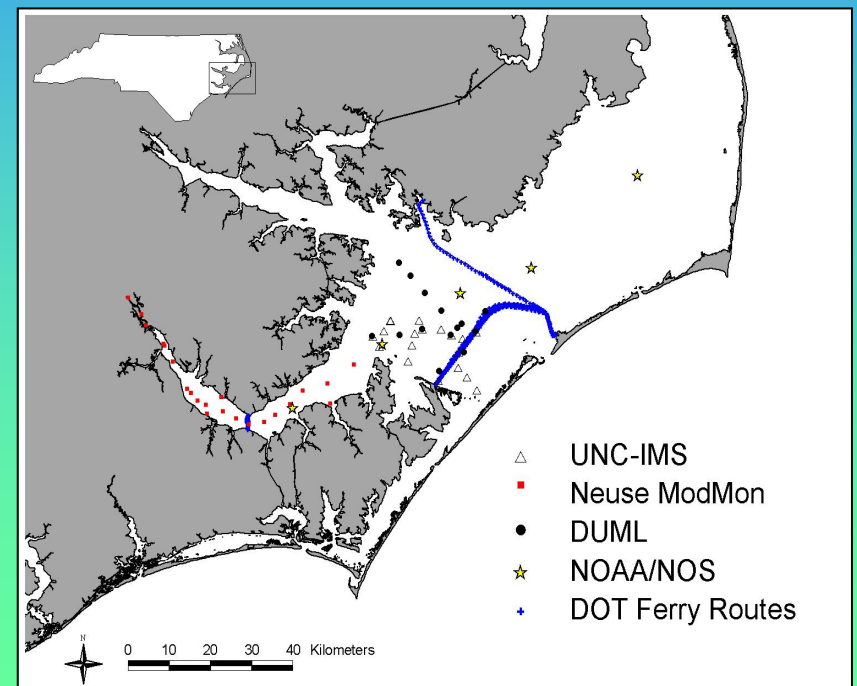 UNC-IMS
Neuse ModMon
DUML
NOAA/NOS
DOT Ferry Routes
N
0 10 20 30 40 Kilometers